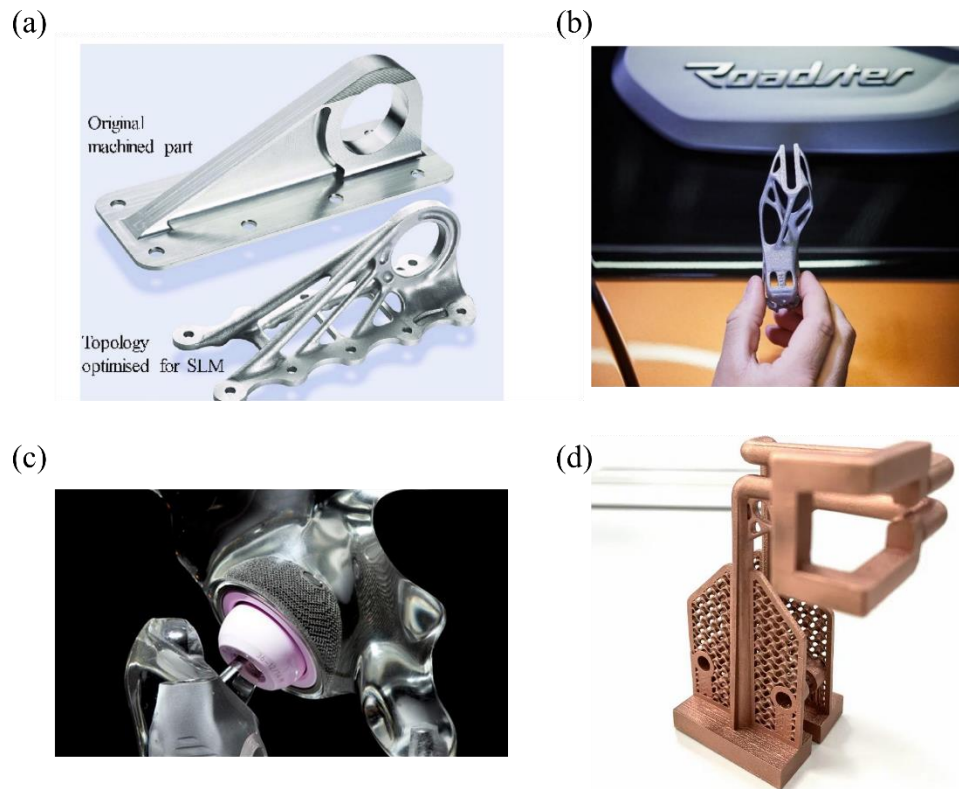 (a)
(b)
Original
machined part
Topology
optimised for SLM
Roadster
(c)
(d)